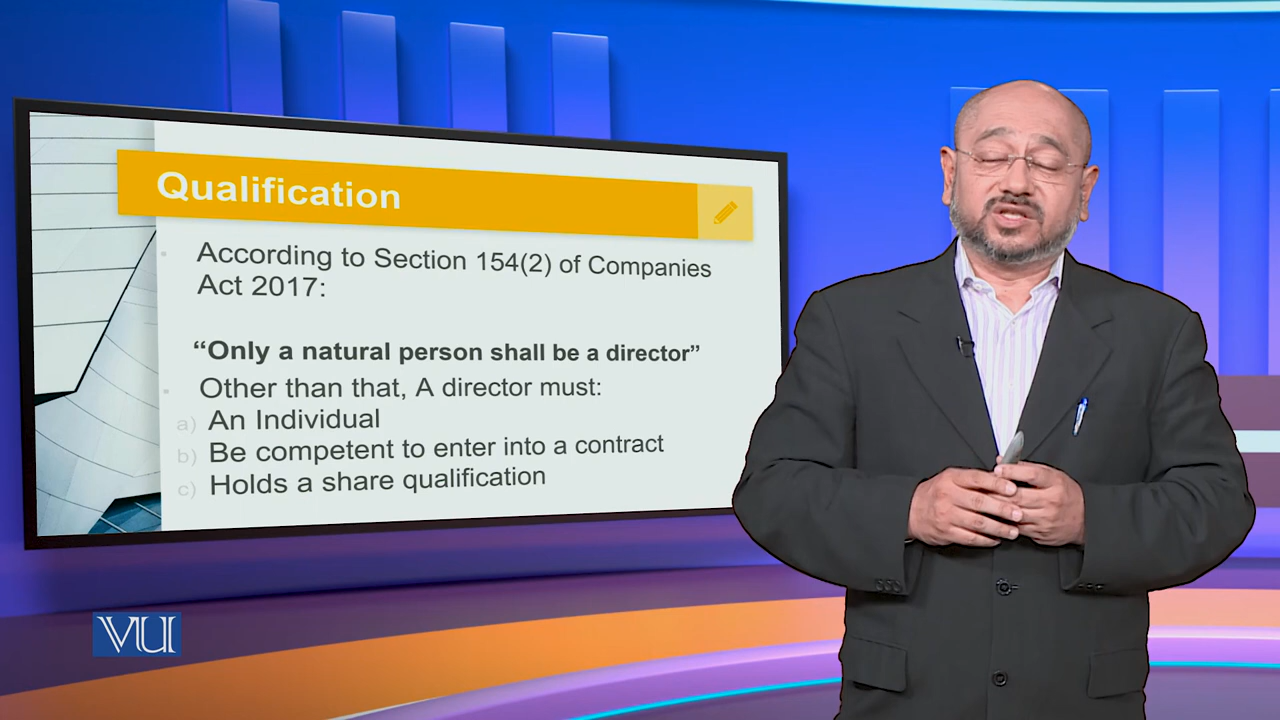 Qualification
According to Section 154(2) of Companies
Act 2017:
“Only a natural person shall be a director”
Other than that, A director must:
a) An Individual
b) Be competent to enter into a contract
c) Holds a share qualification
VU